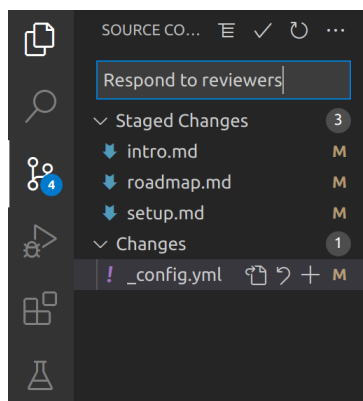 SOURCE CO...
Respond to reviewers
Staged Changes 3
intro.md M
roadmap.md M
4
setup.md M
Changes 1
! _config.yml M